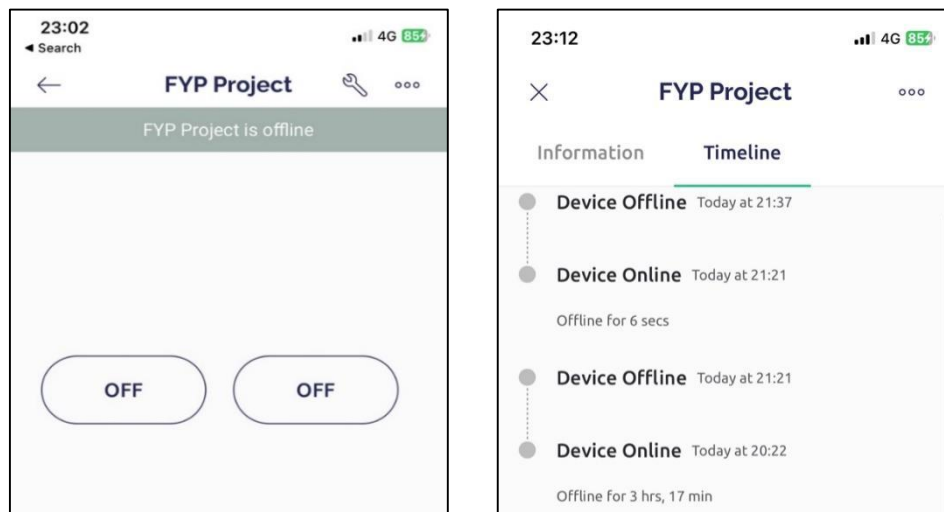 23:02
◄ Search
4G 85
FYP Project
FYP Project is offline
OFF
OFF
23:12
4G 85
FYP Project
Information
Timeline
Device Offline Today at 21:37
Device Online Today at 21:21
Offline for 6 secs
Device Offline Today at 21:21
Device Online Today at 20:22
Offline for 3 hrs, 17 min